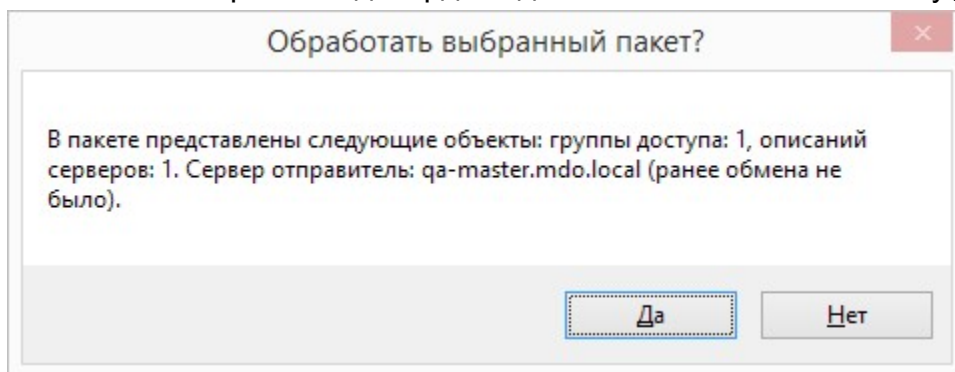 Обработать выбранный пакет?
В пакете представлены следующие объекты: группы доступа: 1, описаний
серверов: 1. Сервер отправитель: qa-master.mdo.local (ранее обмена не
было).
Да
Нет